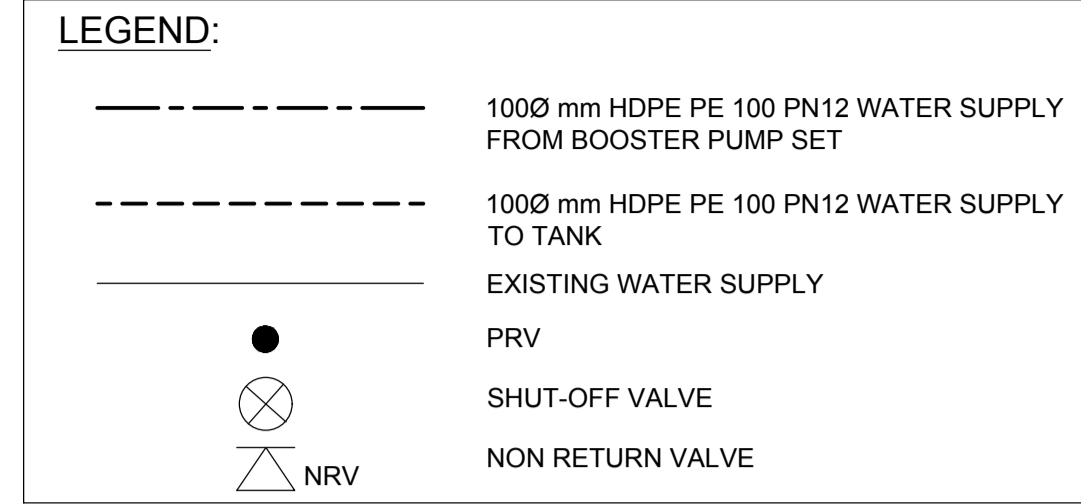 LEGEND:
100Ø mm HDPE PE 100 PN12 WATER SUPPLY
FROM BOOSTER PUMP SET
100Ø mm HDPE PE 100 PN12 WATER SUPPLY
TO TANK
EXISTING WATER SUPPLY
PRV
SHUT-OFF VALVE
NRV
NON RETURN VALVE